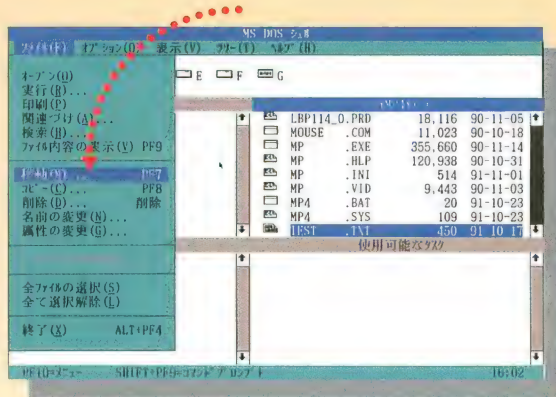 MS DOS シェル
ファイル(F) オプション(O) 表示(V) ツリー(T) ヘルプ(H)
E F G
オープン(O)
実行(R)...
印刷(P)
関連づけ(A)...
検索(H)...
ファイル内容の表示(V) PF9
移動(M)... PF7
コピー(C)... PF8
削除(D)... 削除
名前の変更(N)...
属性の変更(G)...
全ファイルの選択(S)
全て選択解除(L)
終了(X) ALT+PF4
LBP114_0.PRD 18,116 90-11-05
MOUSE .COM 11,023 90-10-18
MP .EXE 355,660 90-11-14
MP .HLP 120,938 90-10-31
MP .INI 514 91-11-01
MP .VID 9,443 90-11-03
MP4 .BAT 20 91-10-23
MP4 .SYS 109 91-10-23
TEST .TXT 450 91-10-17
使用可能なタスク
PF10=メニュー SHIFT+PF9=コマンドプロンプト 16:02